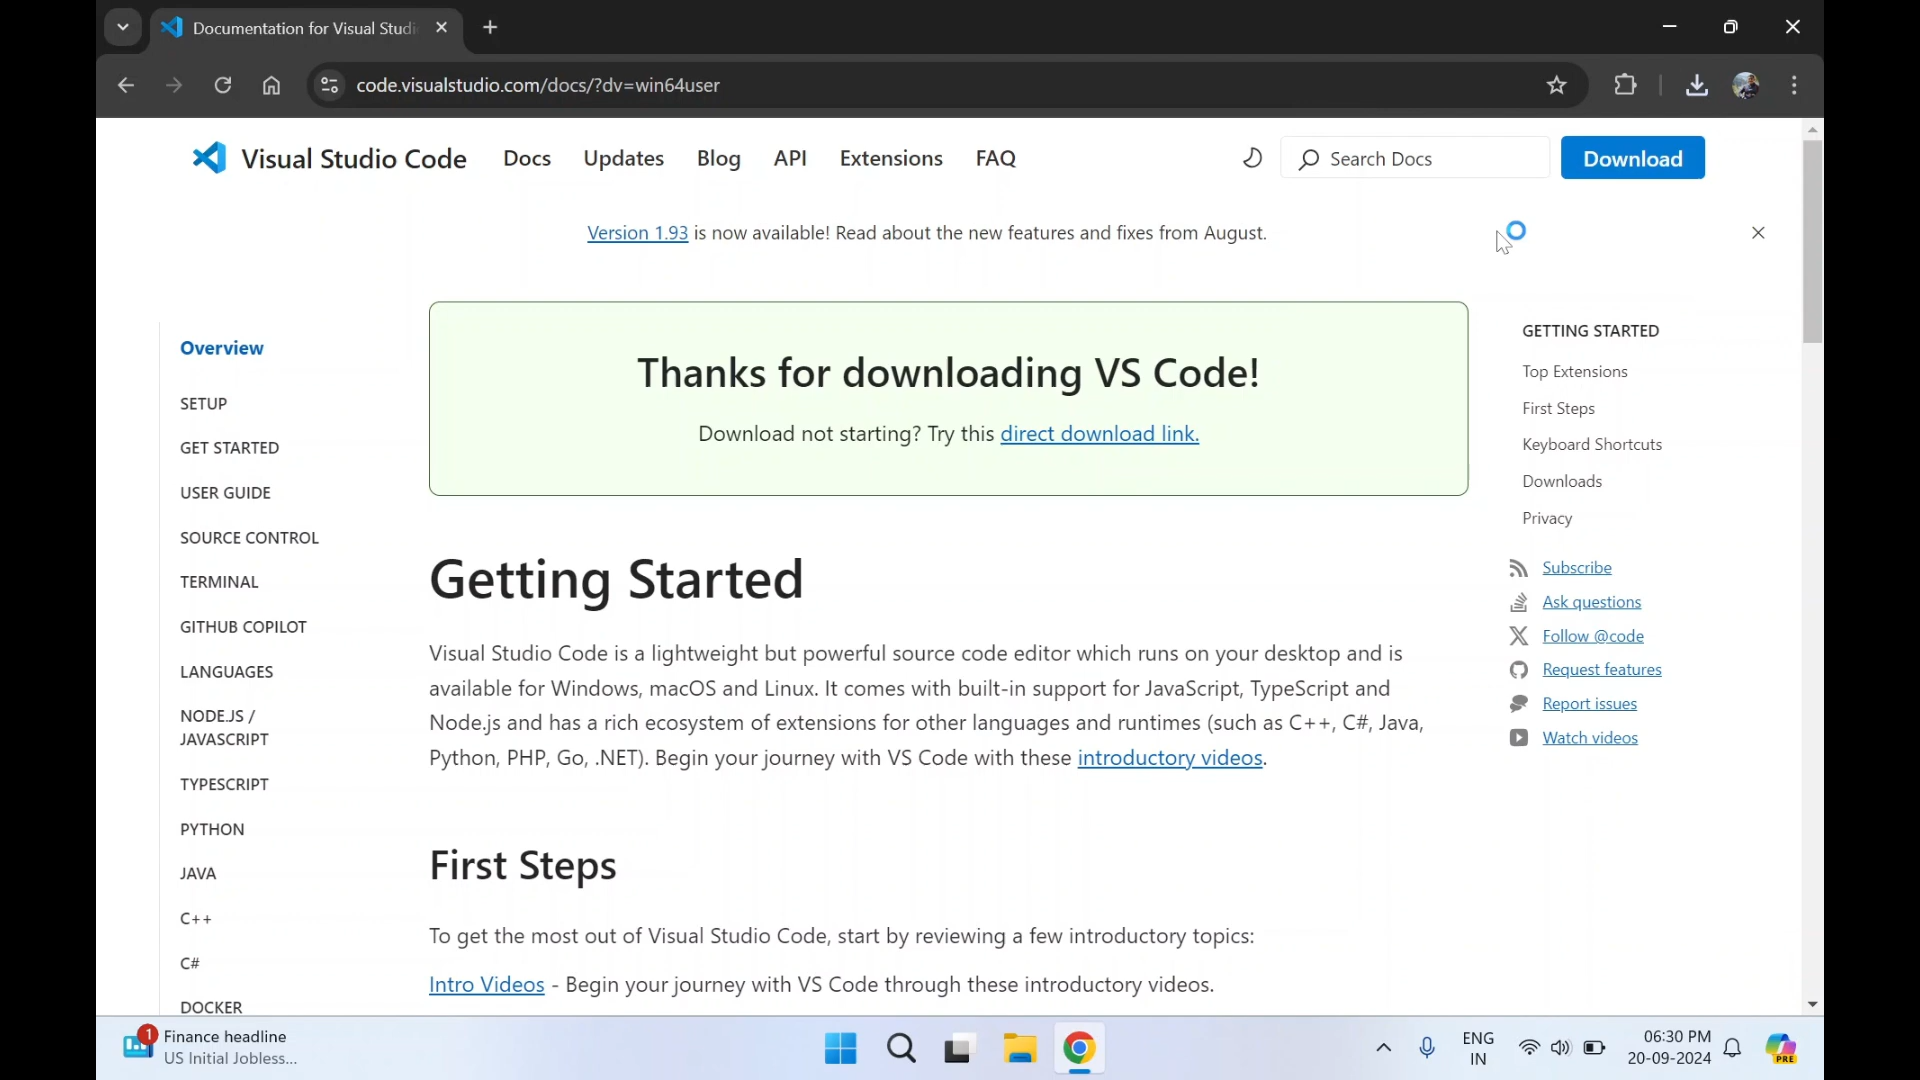 Documentation for Visual Studi
code.visualstudio.com/docs/?dv=win64user
Visual Studio Code
Docs
Updates
Blog
API
Extensions
FAQ
Search Docs
Download
Version 1.93 is now available! Read about the new features and fixes from August.
Overview
SETUP
GET STARTED
USER GUIDE
SOURCE CONTROL
TERMINAL
GITHUB COPILOT
LANGUAGES
NODE.JS /
JAVASCRIPT
TYPESCRIPT
PYTHON
JAVA
C++
C#
DOCKER
Thanks for downloading VS Code!
Download not starting? Try this direct download link.
Getting Started
Visual Studio Code is a lightweight but powerful source code editor which runs on your desktop and is
available for Windows, macOS and Linux. It comes with built-in support for JavaScript, TypeScript and
Node.js and has a rich ecosystem of extensions for other languages and runtimes (such as C++, C#, Java,
Python, PHP, Go, .NET). Begin your journey with VS Code with these introductory videos.
First Steps
To get the most out of Visual Studio Code, start by reviewing a few introductory topics:
Intro Videos - Begin your journey with VS Code through these introductory videos.
GETTING STARTED
Top Extensions
First Steps
Keyboard Shortcuts
Downloads
Privacy
Subscribe
Ask questions
Follow @code
Request features
Report issues
Watch videos
1
Finance headline
US Initial Jobless...
ENG
IN
06:30 PM
20-09-2024
PRE